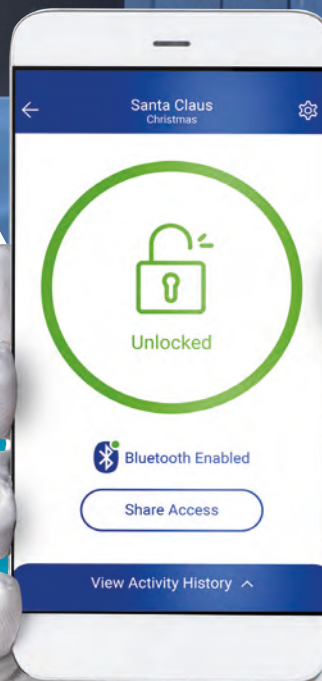 Santa Claus
Christmas
Unlocked
Bluetooth Enabled
Share Access
View Activity History